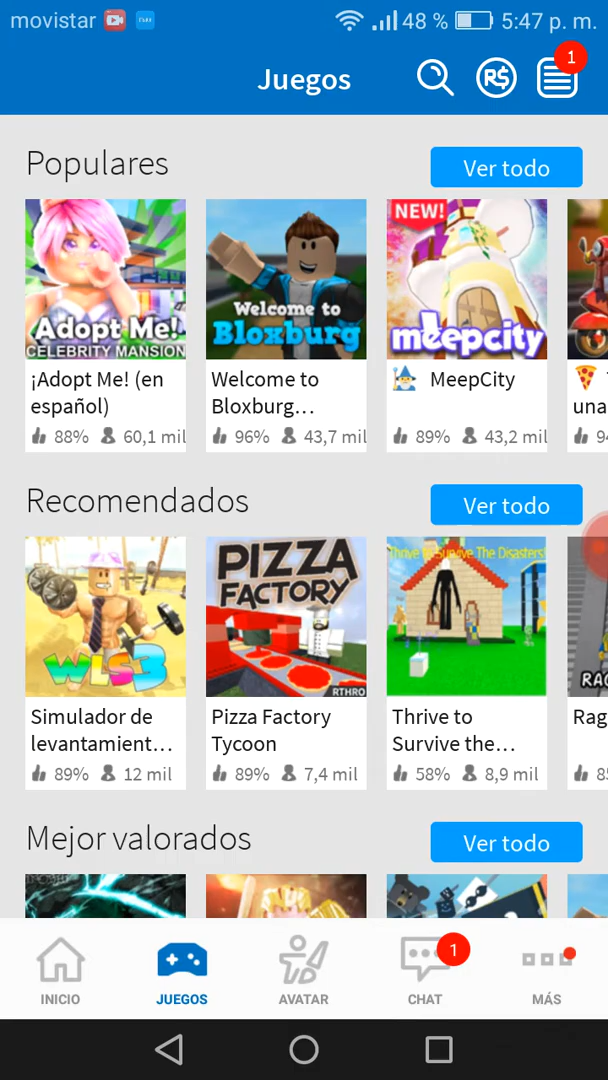 movistar 48 % 5:47 p. m.
Juegos R$ 1
Populares Ver todo
NEW!
Adopt Me!
CELEBRITY MANSION
Welcome to
Bloxburg
meepcity
¡Adopt Me! (en
español)
Welcome to
Bloxburg...
MeepCity
una
88% 60,1 mil
96% 43,7 mil
89% 43,2 mil
Recomendados Ver todo
WLS3
PIZZA
FACTORY
RTHRO
Thrive to Survive The Disasters!
RAG
Simulador de
levantamient...
Pizza Factory
Tycoon
Thrive to
Survive the...
Rag
89% 12 mil
89% 7,4 mil
58% 8,9 mil
Mejor valorados Ver todo
1
INICIO JUEGOS AVATAR CHAT MÁS